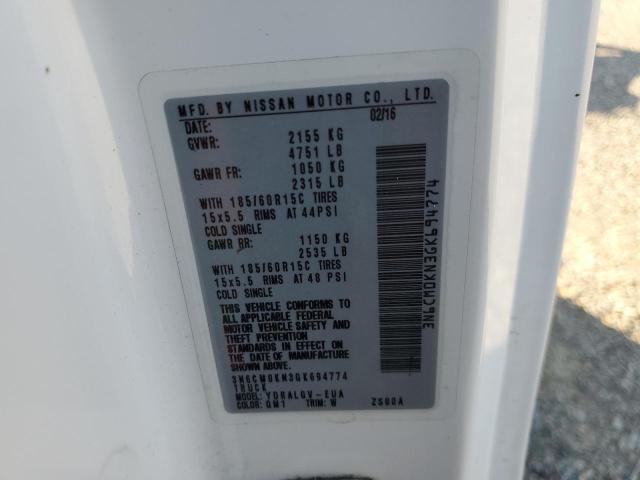 MFD. BY NISSAN MOTOR CO., LTD.
DATE: 02/16
GVWR: 2155 KG
4751 LB
GAWR FR: 1050 KG
2315 LB
WITH 185/60R15C TIRES
15x5.5 RIMS AT 44PSI
COLD SINGLE
GAWR RR: 1150 KG
2535 LB
WITH 185/60R15C TIRES
15x5.5 RIMS AT 48 PSI
COLD SINGLE
THIS VEHICLE CONFORMS TO
ALL APPLICABLE FEDERAL
MOTOR VEHICLE SAFETY AND
THEFT PREVENTION
STANDARDS IN EFFECT ON
THE DATE OF MANUFACTURE
SHOWN ABOVE.
3N6CM0KN3GK694774
TRUCK
MODEL: YDRALGV-EUA
COLOR: QM1 TRIM: W ZS00A
3N6CM0KN3GK694774